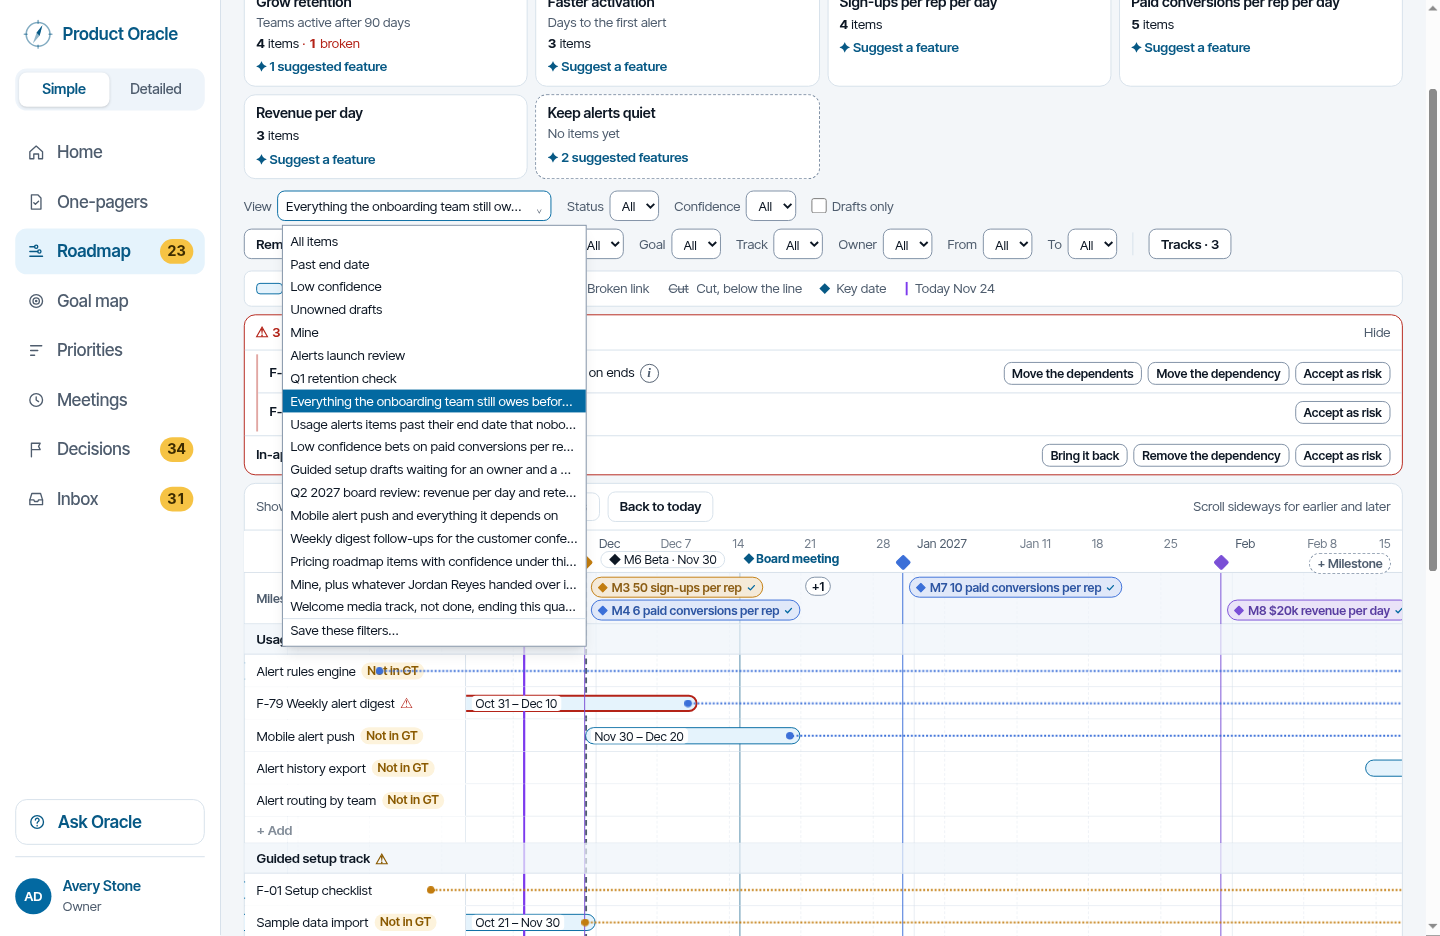 Product Oracle
Simple
Detailed
Home
One-pagers
Roadmap
23
Goal map
Priorities
Meetings
Decisions
34
Inbox
31
Ask Oracle
AD
Avery Stone
Owner
Grow retention
Teams active after 90 days
4 items · 1 broken
1 suggested feature
Faster activation
Days to the first alert
3 items
Suggest a feature
Sign-ups per rep per day
4 items
Suggest a feature
Paid conversions per rep per day
5 items
Suggest a feature
Revenue per day
3 items
Suggest a feature
Keep alerts quiet
No items yet
2 suggested features
View
Everything the onboarding team still ow...
Status
All
Confidence
All
Drafts only
Rem
All
Goal
All
Track
All
Owner
All
From
All
To
All
Tracks · 3
All items
Past end date
Low confidence
Unowned drafts
Mine
Alerts launch review
Q1 retention check
Everything the onboarding team still owes befor...
Usage alerts items past their end date that nobo...
Low confidence bets on paid conversions per re...
Guided setup drafts waiting for an owner and a ...
Q2 2027 board review: revenue per day and rete...
Mobile alert push and everything it depends on
Weekly digest follow-ups for the customer confe...
Pricing roadmap items with confidence under thi...
Mine, plus whatever Jordan Reyes handed over i...
Welcome media track, not done, ending this qua...
Save these filters...
Broken link
Cut
Cut, below the line
Key date
Today Nov 24
3
Hide
F-
on ends
i
Move the dependents
Move the dependency
Accept as risk
F-
Accept as risk
In-ap
Bring it back
Remove the dependency
Accept as risk
Show
Back to today
Scroll sideways for earlier and later
Dec
Dec 7
14
21
28
Jan 2027
Jan 11
18
25
Feb
Feb 8
15
M6 Beta · Nov 30
Board meeting
+ Milestone
Miles
M3 50 sign-ups per rep
+1
M7 10 paid conversions per rep
M4 6 paid conversions per rep
M8 $20k revenue per day
Usag
Alert rules engine
Not in GT
F-79 Weekly alert digest
Oct 31 – Dec 10
Mobile alert push
Not in GT
Nov 30 – Dec 20
Alert history export
Not in GT
Alert routing by team
Not in GT
+ Add
Guided setup track
F-01 Setup checklist
Sample data import
Not in GT
Oct 21 – Nov 30